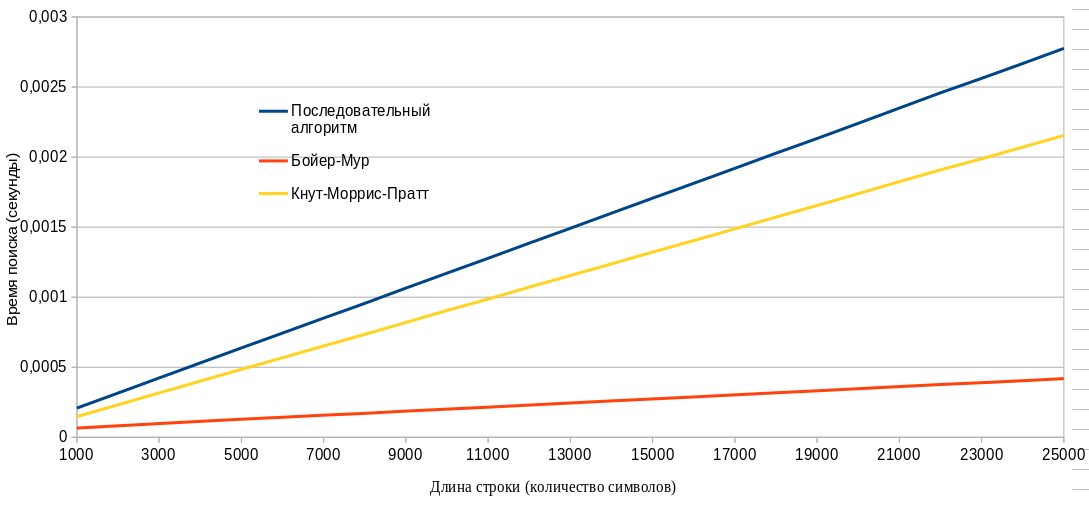 0,003
0,0025
0,002
0,0015
0,001
0,0005
0
Время поиска (секунды)
Последовательный
алгоритм
Бойер-Мур
Кнут-Моррис-Пратт
1000 3000 5000 7000 9000 11000 13000 15000 17000 19000 21000 23000 25000
Длина строки (количество символов)